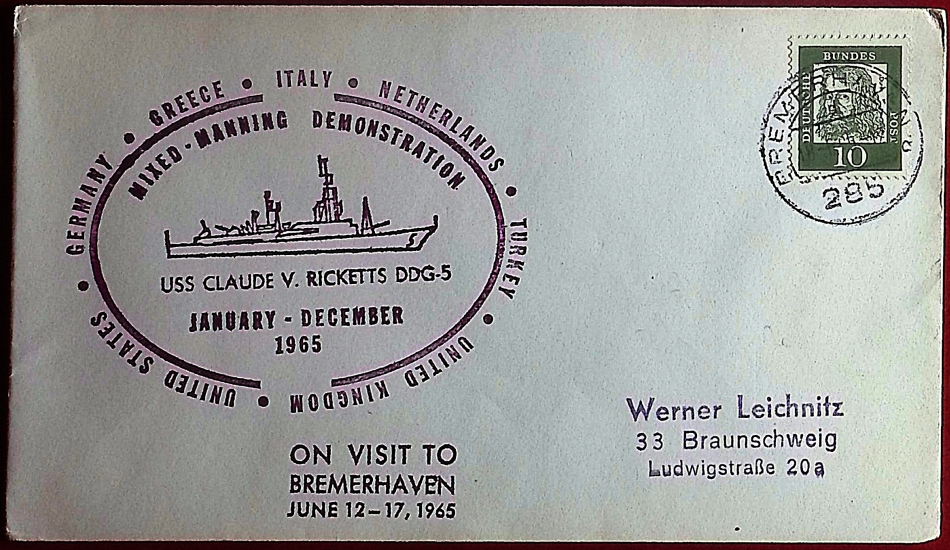 GERMANY • GREECE • ITALY • NETHERLANDS • TURKEY • UNITED KINGDOM • UNITED STATES •
MIXED-MANNING DEMONSTRATION
5
USS CLAUDE V. RICKETTS DDG-5
JANUARY - DECEMBER
1965
ON VISIT TO
BREMERHAVEN
JUNE 12-17, 1965
DEUTSCHE
BUNDES
POST
10
285
Werner Leichnitz
33 Braunschweig
Ludwigstraße 20a